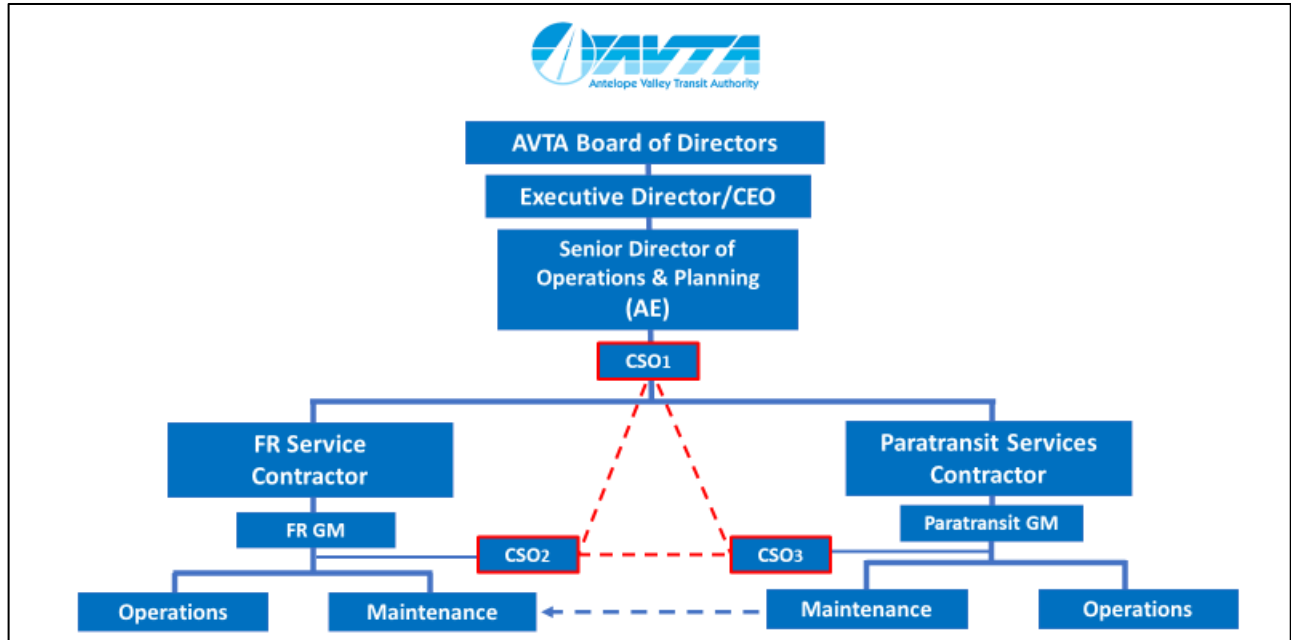 AVTA
Antelope Valley Transit Authority
AVTA Board of Directors
Executive Director/CEO
Senior Director of
Operations & Planning
(AE)
CSO1
FR Service
Contractor
Paratransit Services
Contractor
FR GM
Paratransit GM
CSO2
CSO3
Operations
Maintenance
Maintenance
Operations